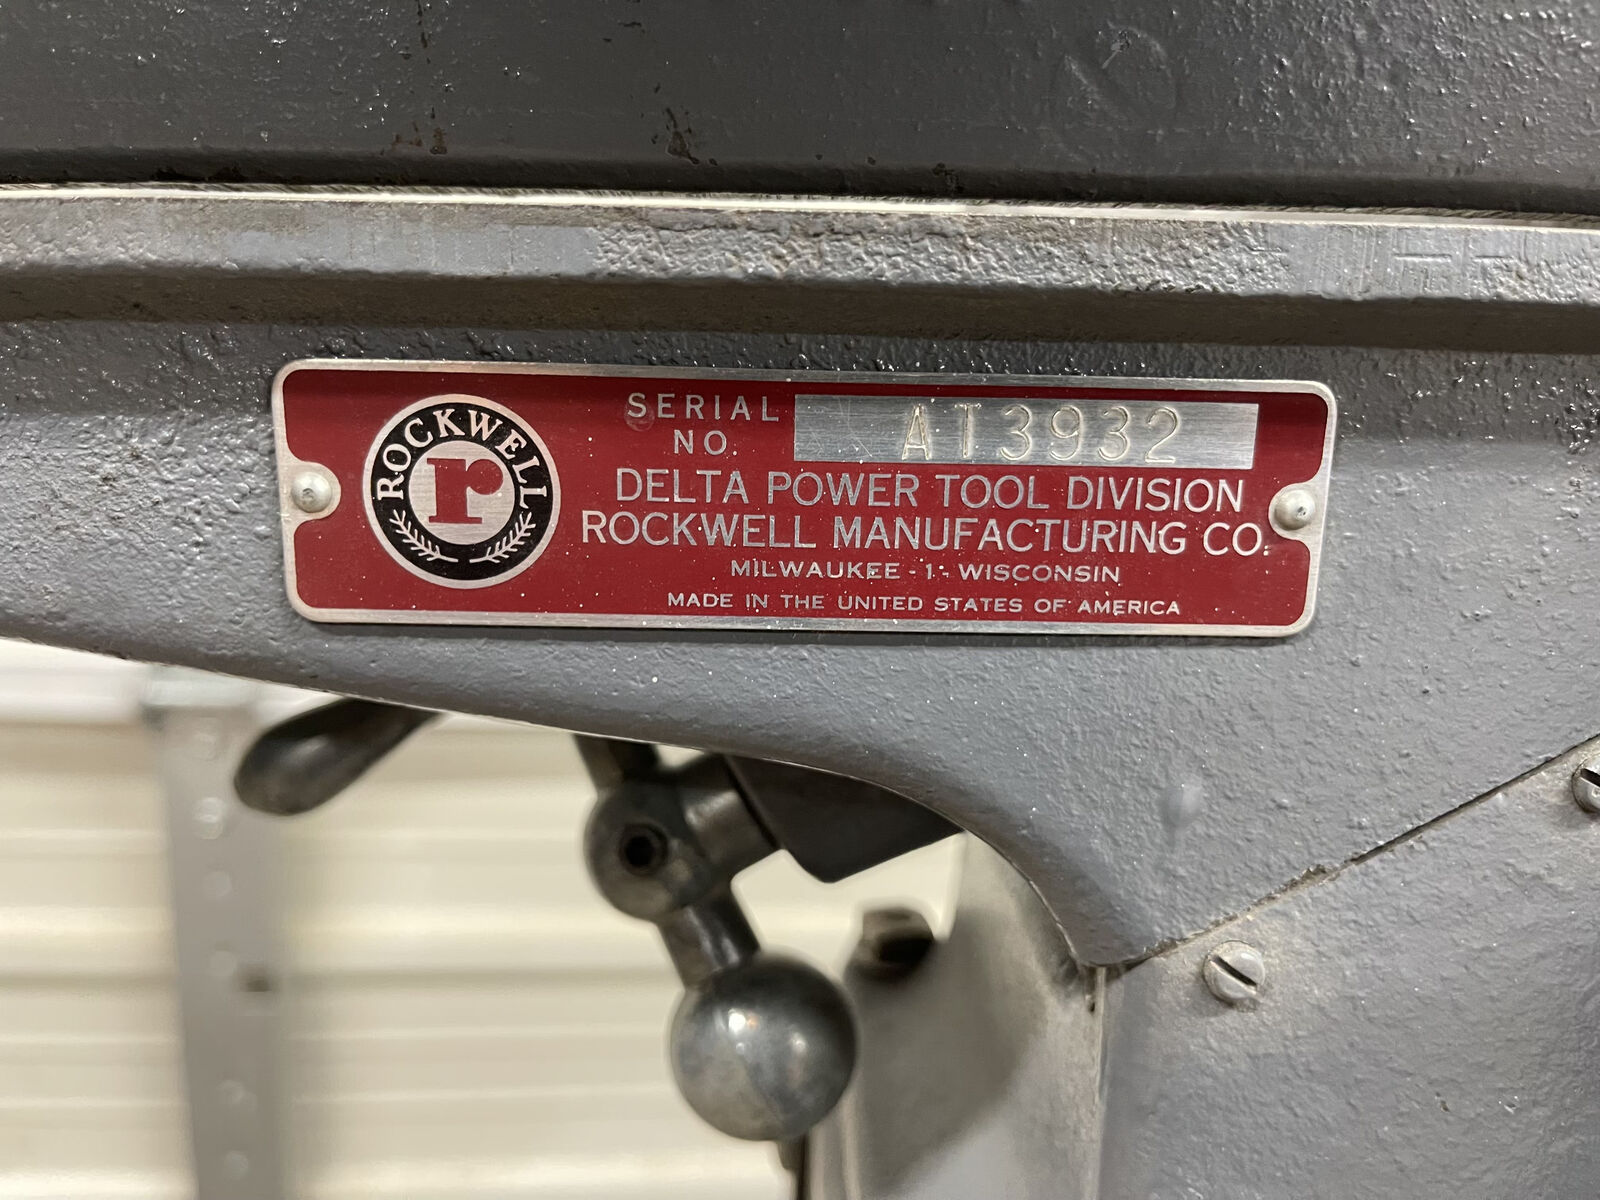 ROCKWELL
r
SERIAL NO. AT3932
DELTA POWER TOOL DIVISION
ROCKWELL MANUFACTURING CO.
MILWAUKEE - 1 - WISCONSIN
MADE IN THE UNITED STATES OF AMERICA